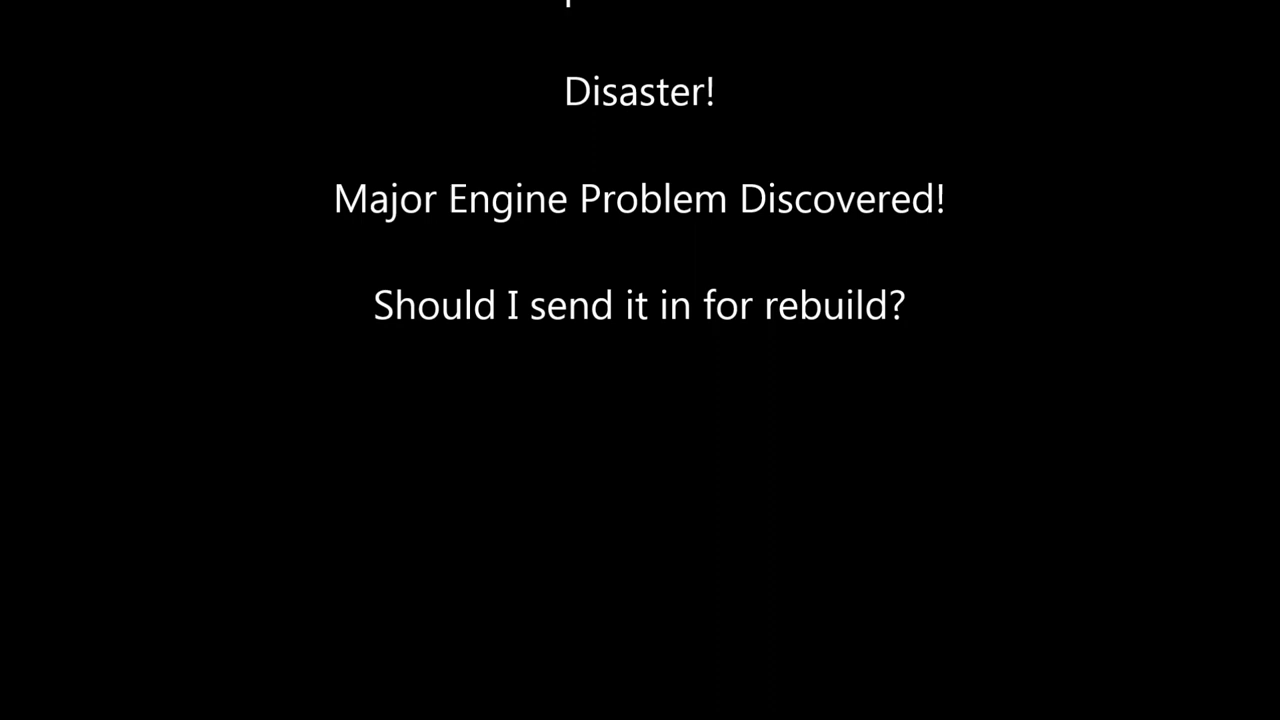 Disaster!
Major Engine Problem Discovered!
Should I send it in for rebuild?